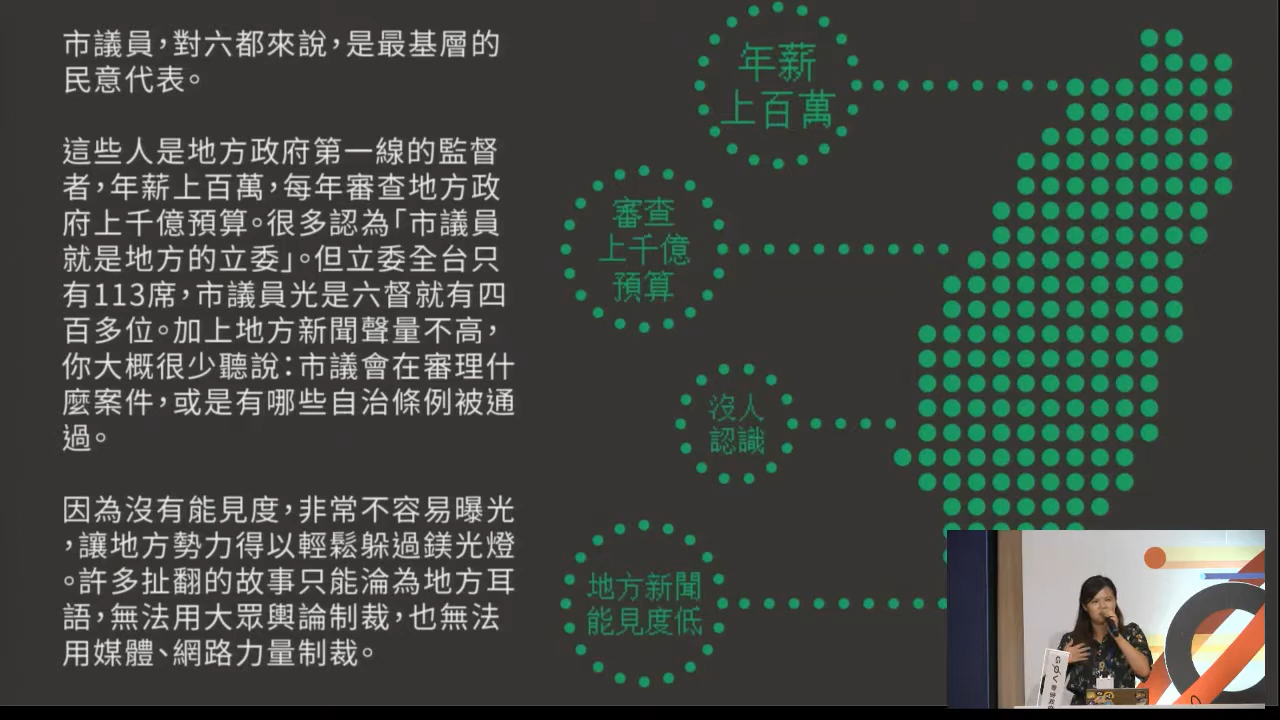 市議員，對六都來說，是最基層的
民意代表。
這些人是地方政府第一線的監督
者，年薪上百萬，每年審查地方政
府上千億預算。很多認為「市議員
就是地方的立委」。但立委全台只
有113席，市議員光是六督就有四
百多位。加上地方新聞聲量不高，
你大概很少聽說：市議會在審理什
麼案件，或是有哪些自治條例被通
過。
因為沒有能見度，非常不容易曝光
，讓地方勢力得以輕鬆躲過鎂光燈
。許多扯翻的故事只能淪為地方耳
語，無法用大眾輿論制裁，也無法
用媒體、網路力量制裁。
年薪
上百萬
審查
上千億
預算
沒人
認識
地方新聞
能見度低